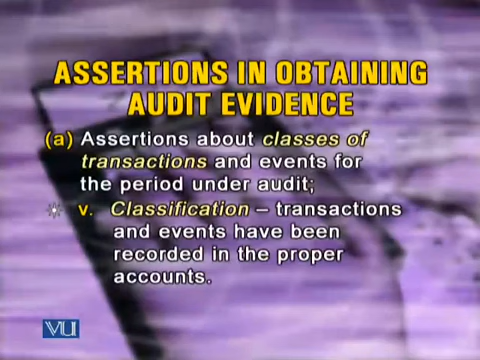 ASSERTIONS IN OBTAINING
AUDIT EVIDENCE
(a) Assertions about classes of
transactions and events for
the period under audit;
v. Classification – transactions
and events have been
recorded in the proper
accounts.
VU